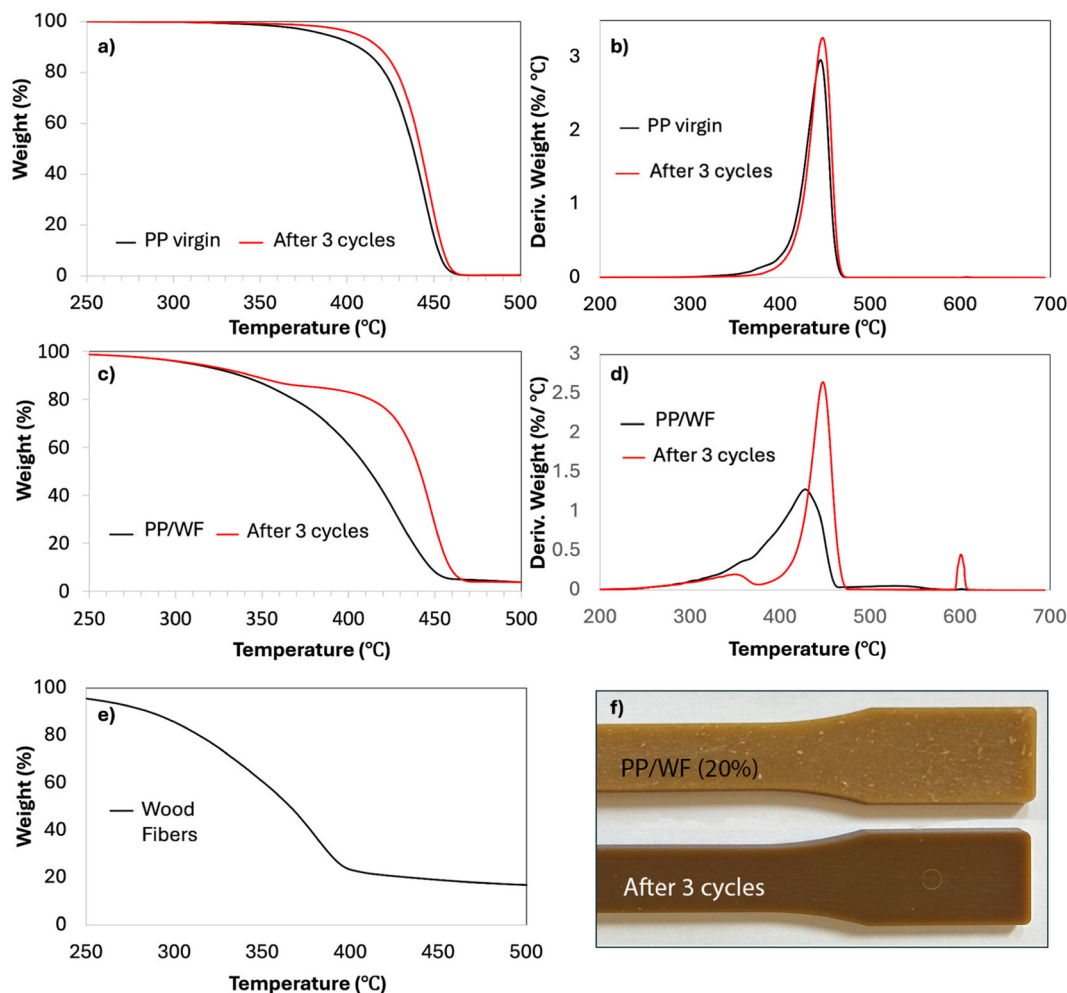 a)
Weight (%)
100
80
60
40
20
0
PP virgin After 3 cycles
250 300 350 400 450 500
Temperature (℃)
b)
Deriv. Weight (%/ ℃)
3
2
1
0
PP virgin
After 3 cycles
200 300 400 500 600 700
Temperature (℃)
c)
Weight (%)
100
80
60
40
20
0
PP/WF After 3 cycles
250 300 350 400 450 500
Temperature (℃)
d)
Deriv. Weight (%/ ℃)
3
2.5
2
1.5
1
0.5
0
PP/WF
After 3 cycles
200 300 400 500 600 700
Temperature (℃)
e)
Weight (%)
100
80
60
40
20
0
Wood
Fibers
250 300 350 400 450 500
Temperature (℃)
f)
PP/WF (20%)
After 3 cycles